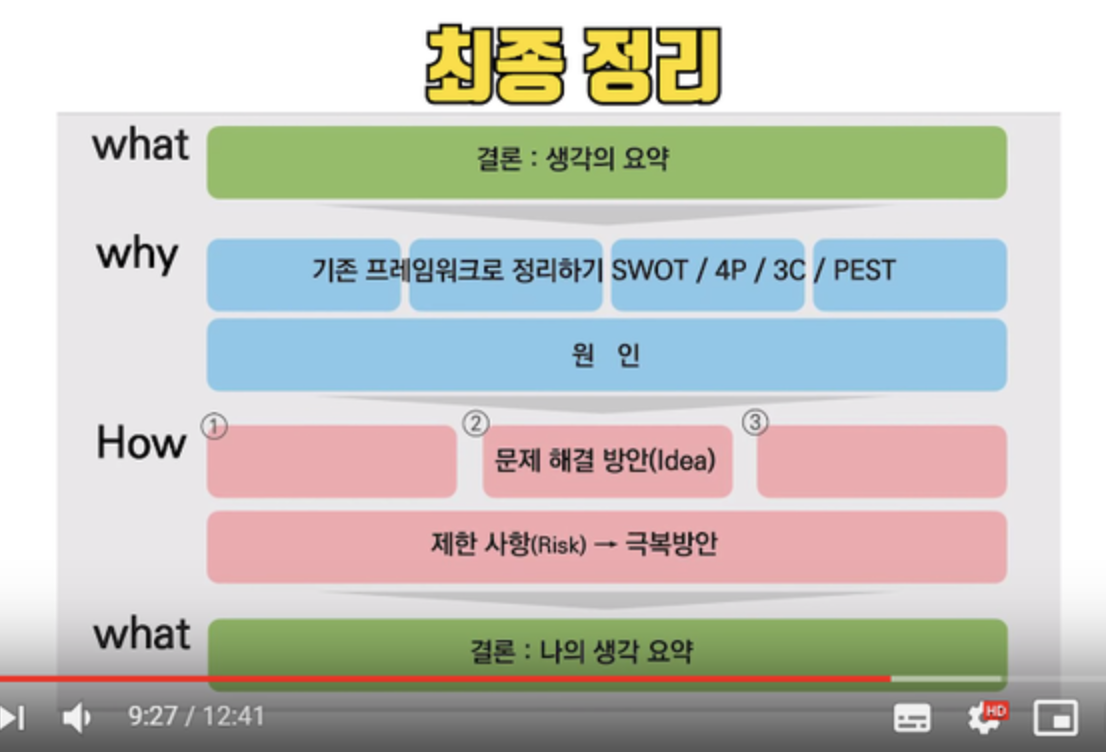 최종 정리
what
결론 : 생각의 요약
why
기존 프레임워크로 정리하기 SWOT / 4P / 3C / PEST
원 인
How
① ② ③
문제 해결 방안(Idea)
제한 사항(Risk) → 극복방안
what
결론 : 나의 생각 요약
9:27 / 12:41
HD